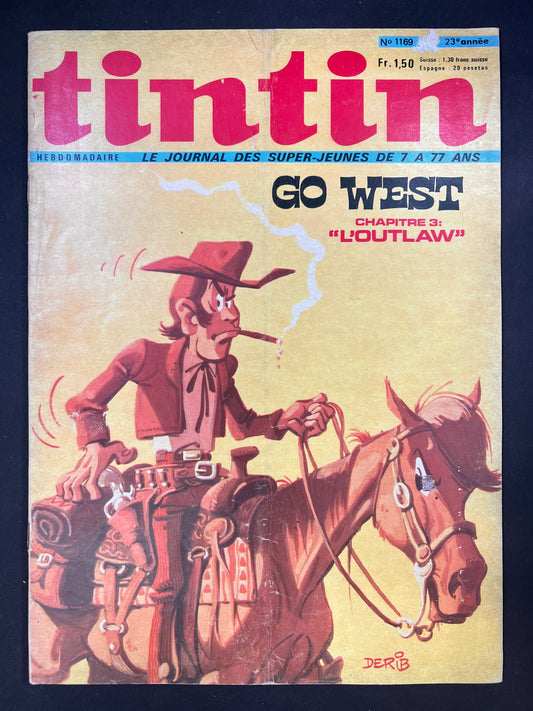 No 1169 23e année
Fr. 1,50 Suisse : 1,30 franc suisse
Espagne : 20 pesetas
tintin
HEBDOMADAIRE LE JOURNAL DES SUPER-JEUNES DE 7 A 77 ANS
GO WEST
CHAPITRE 3:
"L'OUTLAW"
DERIB